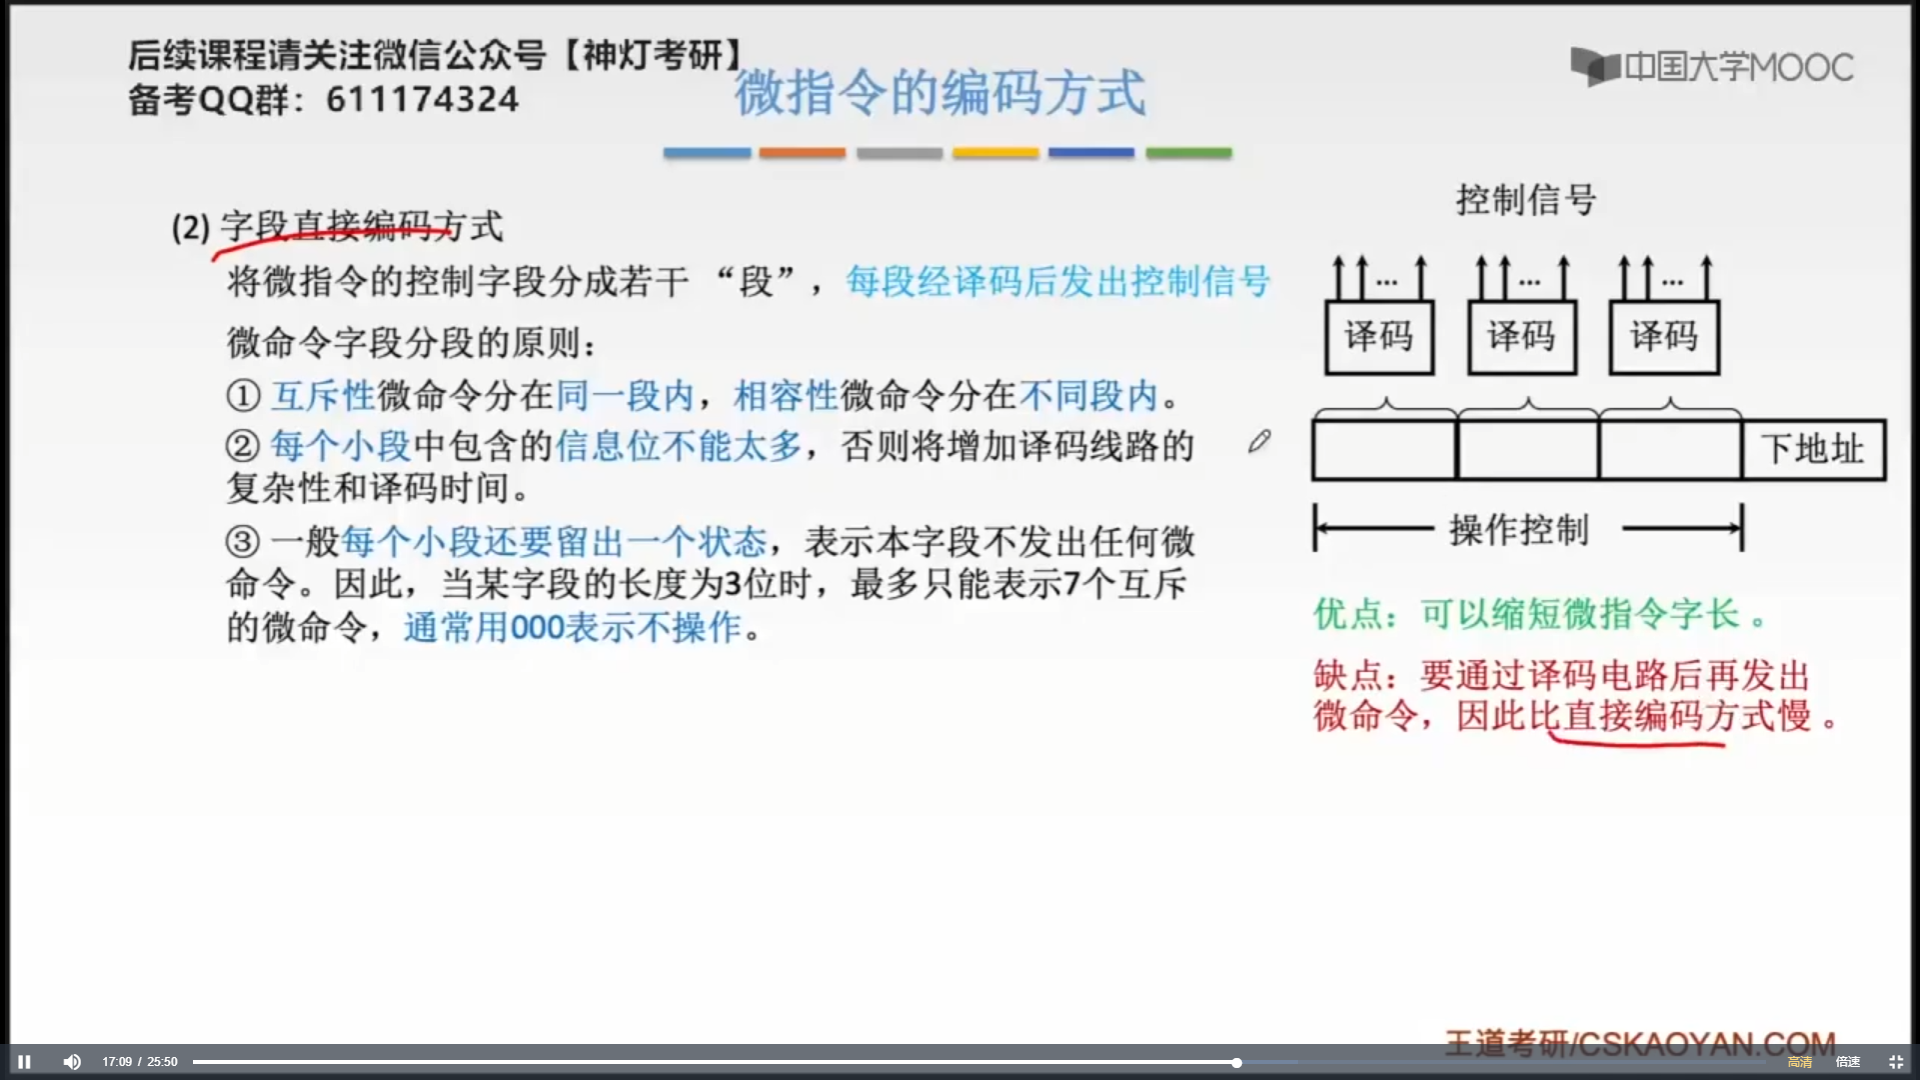 后续课程请关注微信公众号【神灯考研】
备考QQ群：611174324
中国大学MOOC
微指令的编码方式
(2) 字段直接编码方式
将微指令的控制字段分成若干 “段”，每段经译码后发出控制信号
微命令字段分段的原则：
① 互斥性微命令分在同一段内，相容性微命令分在不同段内。
② 每个小段中包含的信息位不能太多，否则将增加译码线路的
复杂性和译码时间。
③ 一般每个小段还要留出一个状态，表示本字段不发出任何微
命令。因此，当某字段的长度为3位时，最多只能表示7个互斥
的微命令，通常用000表示不操作。
控制信号
... ... ...
译码 译码 译码
下地址
操作控制
优点：可以缩短微指令字长 。
缺点：要通过译码电路后再发出
微命令，因此比直接编码方式慢 。
王道考研/CSKAOYAN.COM
17:09 / 25:50
高清 倍速